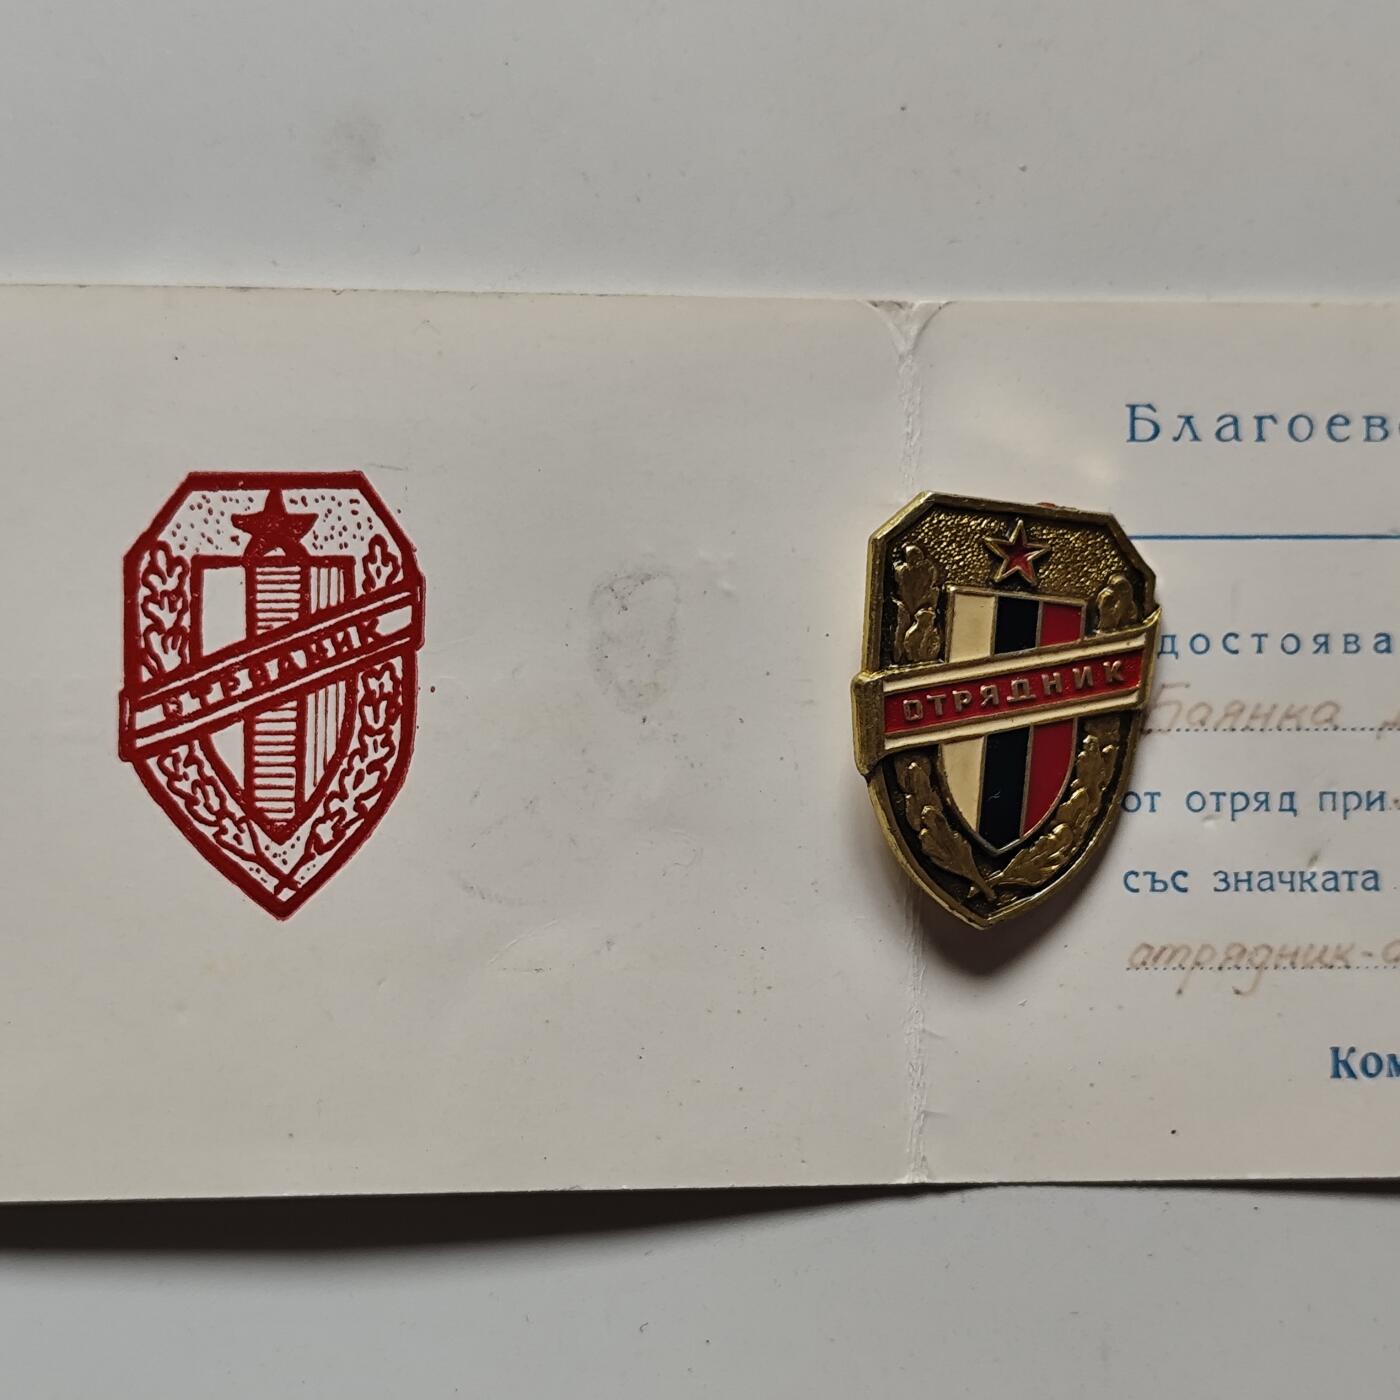 ОТРЯДНИК
Благоев
ОТРЯДНИК
достоява
Баянка
от отряд при
със значката
отрядник-о
Ком